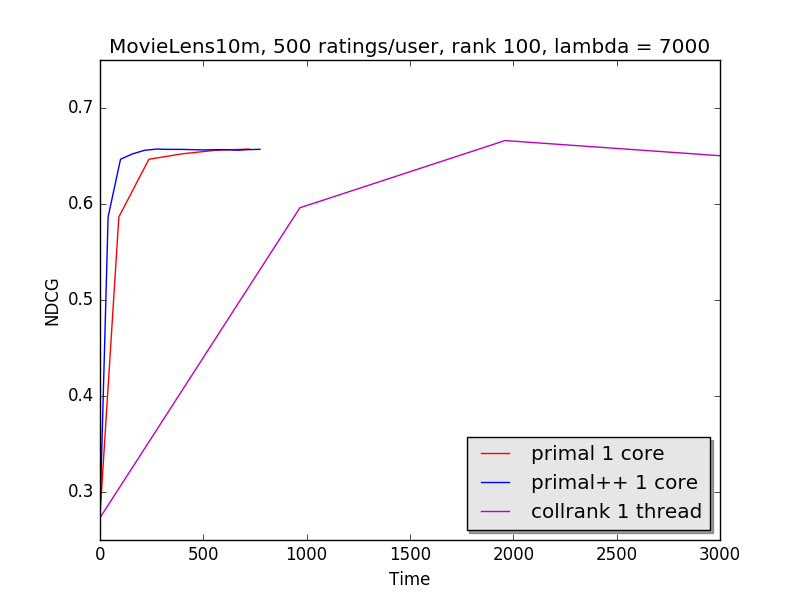 MovieLens10m, 500 ratings/user, rank 100, lambda = 7000
0.7
0.6
0.5
0.4
0.3
NDCG
primal 1 core
primal++ 1 core
collrank 1 thread
0 500 1000 1500 2000 2500 3000
Time